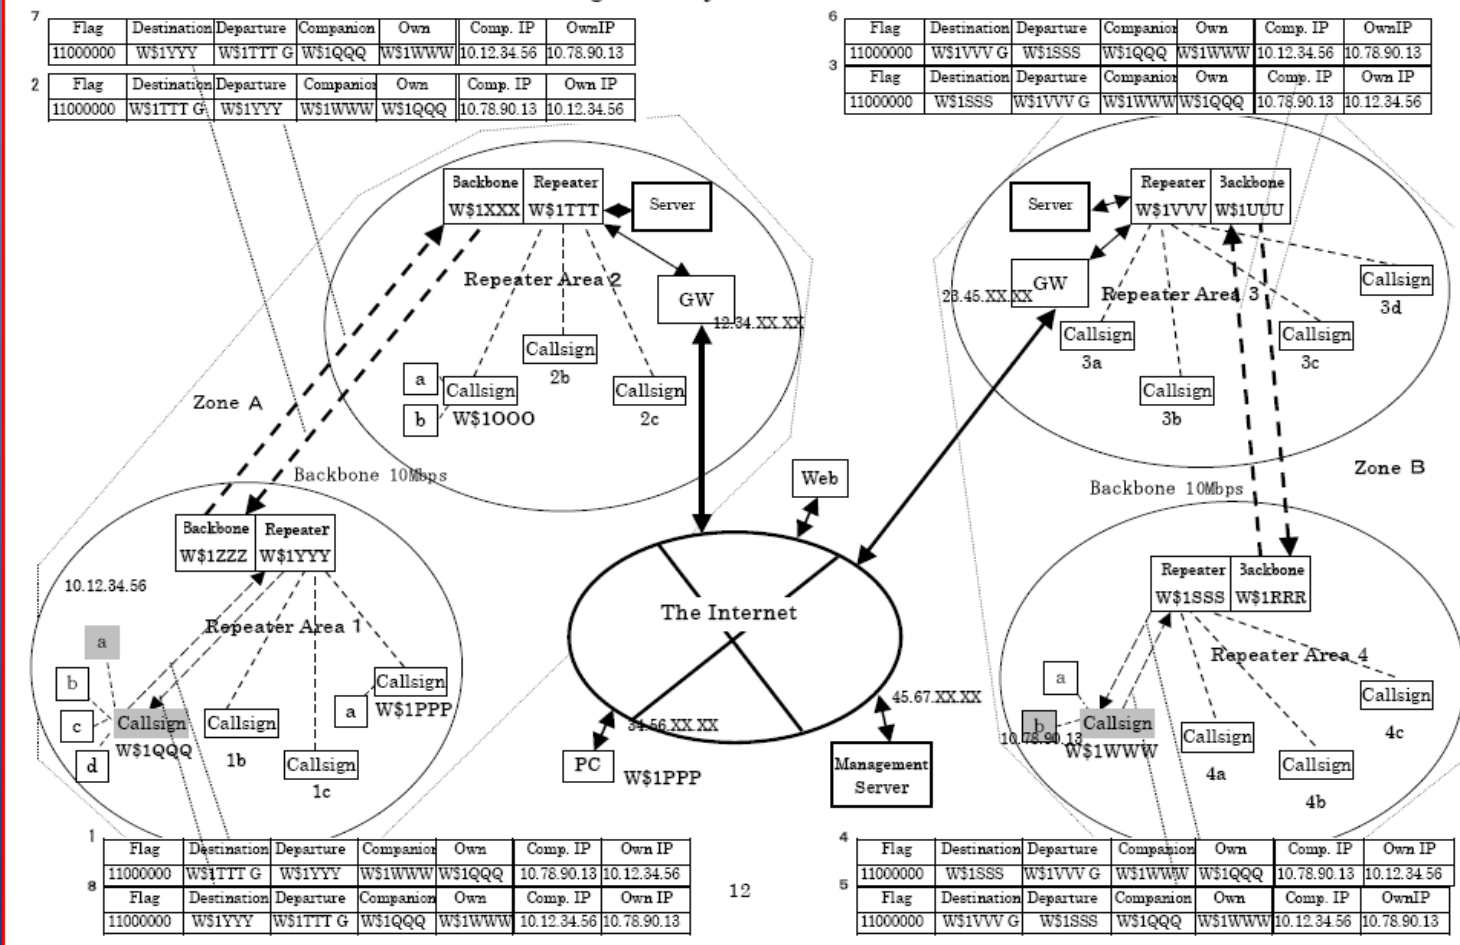 7
Flag Destination Departure Companion Own Comp. IP Own IP
11000000 W$1YYY W$1TTT G W$1QQQ W$1WWW 10.12.34.56 10.78.90.13
2
Flag Destination Departure Companion Own Comp. IP Own IP
11000000 W$1TTT G W$1YYY W$1WWW W$1QQQ 10.78.90.13 10.12.34.56
6
Flag Destination Departure Companion Own Comp. IP OwnIP
11000000 W$1VVV G W$1SSS W$1QQQ W$1WWW 10.12.34.56 10.78.90.13
3
Flag Destination Departure Companion Own Comp. IP Own IP
11000000 W$1SSS W$1VVV G W$1WWW W$1QQQ 10.78.90.13 10.12.34.56
Backbone Repeater
W$1XXX W$1TTT
Server
Repeater Area 2
GW
12.34.XX.XX
Callsign
2b
a
Callsign
b
W$1OOO
Callsign
2c
Zone A
Backbone 10Mbps
Server
Repeater Backbone
W$1VVV W$1UUU
GW
23.45.XX.XX
Repeater Area 3
Callsign
3d
Callsign
3a
Callsign
3c
Callsign
3b
Zone B
Backbone 10Mbps
Web
Backbone Repeater
W$1ZZZ W$1YYY
10.12.34.56
Repeater Area 1
a
b
c
d
Callsign
W$1QQQ
Callsign
1b
Callsign
1c
a
Callsign
W$1PPP
The Internet
34.56.XX.XX
45.67.XX.XX
PC
W$1PPP
Management
Server
Repeater Backbone
W$1SSS W$1RRR
Repeater Area 4
a
b
10.78.90.13
Callsign
W$1WWW
Callsign
4a
Callsign
4b
Callsign
4c
1
Flag Destination Departure Companion Own Comp. IP Own IP
11000000 W$1TTT G W$1YYY W$1WWW W$1QQQ 10.78.90.13 10.12.34.56
8
Flag Destination Departure Companion Own Comp. IP Own IP
11000000 W$1YYY W$1TTT G W$1QQQ W$1WWW 10.12.34.56 10.78.90.13
12
4
Flag Destination Departure Companion Own Comp. IP Own IP
11000000 W$1SSS W$1VVV G W$1WWW W$1QQQ 10.78.90.13 10.12.34.56
5
Flag Destination Departure Companion Own Comp. IP Own IP
11000000 W$1VVV G W$1SSS W$1QQQ W$1WWW 10.12.34.56 10.78.90.13